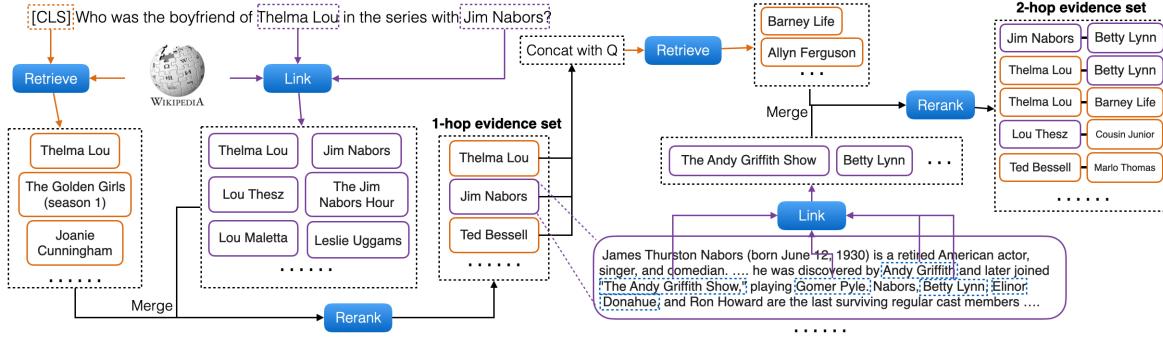 [CLS] Who was the boyfriend of Thelma Lou in the series with Jim Nabors?
Retrieve
WIKIPEDIA
Link
Thelma Lou
The Golden Girls
(season 1)
Joanie
Cunningham
......
Thelma Lou
Jim Nabors
Lou Thesz
The Jim
Nabors Hour
Lou Maletta
Leslie Uggams
......
Merge
Rerank
1-hop evidence set
Thelma Lou
Jim Nabors
Ted Bessell
......
Concat with Q
Retrieve
Barney Life
Allyn Ferguson
...
Merge
Rerank
The Andy Griffith Show
Betty Lynn
...
Link
James Thurston Nabors (born June 12, 1930) is a retired American actor,
singer, and comedian. .... he was discovered by Andy Griffith and later joined
"The Andy Griffith Show," playing Gomer Pyle. Nabors, Betty Lynn, Elinor
Donahue, and Ron Howard are the last surviving regular cast members ....
......
2-hop evidence set
Jim Nabors
Betty Lynn
Thelma Lou
Betty Lynn
Thelma Lou
Barney Life
Lou Thesz
Cousin Junior
Ted Bessell
Marlo Thomas
......